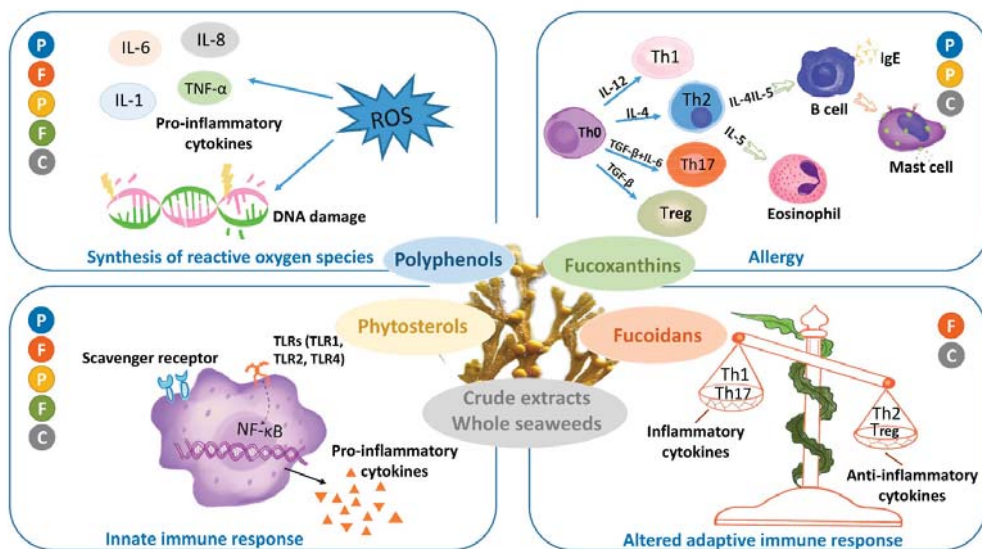 P
F
P
F
C
IL-6
IL-8
IL-1
TNF-α
Pro-inflammatory
cytokines
ROS
DNA damage
Synthesis of reactive oxygen species
Th0
IL-12
Th1
IL-4
Th2
TGF-β+IL-6
Th17
TGF-β
Treg
IL-4IL-5
B cell
IgE
IL-5
Eosinophil
Mast cell
P
P
C
Allergy
Polyphenols
Fucoxanthins
Phytosterols
Fucoidans
Crude extracts
Whole seaweeds
P
F
P
F
C
Scavenger receptor
TLRs (TLR1,
TLR2, TLR4)
NF-κB
Pro-inflammatory
cytokines
Innate immune response
F
C
Th1
Th17
Inflammatory
cytokines
Th2
Treg
Anti-inflammatory
cytokines
Altered adaptive immune response